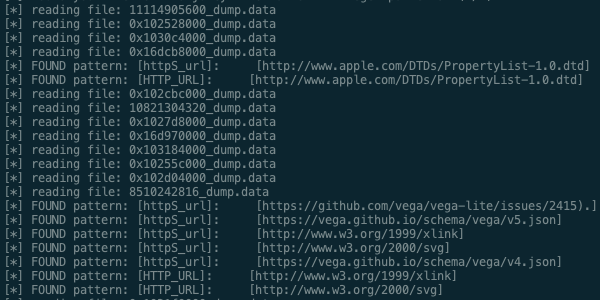 [*] reading file: 11114905600_dump.data
[*] reading file: 0x102528000_dump.data
[*] reading file: 0x1030c4000_dump.data
[*] reading file: 0x16dcb8000_dump.data
[*] FOUND pattern: [httpS_url]: [http://www.apple.com/DTDs/PropertyList-1.0.dtd]
[*] FOUND pattern: [HTTP_URL]: [http://www.apple.com/DTDs/PropertyList-1.0.dtd]
[*] reading file: 0x102cbc000_dump.data
[*] reading file: 10821304320_dump.data
[*] reading file: 0x1027d8000_dump.data
[*] reading file: 0x16d970000_dump.data
[*] reading file: 0x103184000_dump.data
[*] reading file: 0x10255c000_dump.data
[*] reading file: 0x102d04000_dump.data
[*] reading file: 8510242816_dump.data
[*] FOUND pattern: [httpS_url]: [https://github.com/vega/vega-lite/issues/2415).]
[*] FOUND pattern: [httpS_url]: [https://vega.github.io/schema/vega/v5.json]
[*] FOUND pattern: [httpS_url]: [http://www.w3.org/1999/xlink]
[*] FOUND pattern: [httpS_url]: [http://www.w3.org/2000/svg]
[*] FOUND pattern: [httpS_url]: [https://vega.github.io/schema/vega/v4.json]
[*] FOUND pattern: [HTTP_URL]: [http://www.w3.org/1999/xlink]
[*] FOUND pattern: [HTTP_URL]: [http://www.w3.org/2000/svg]